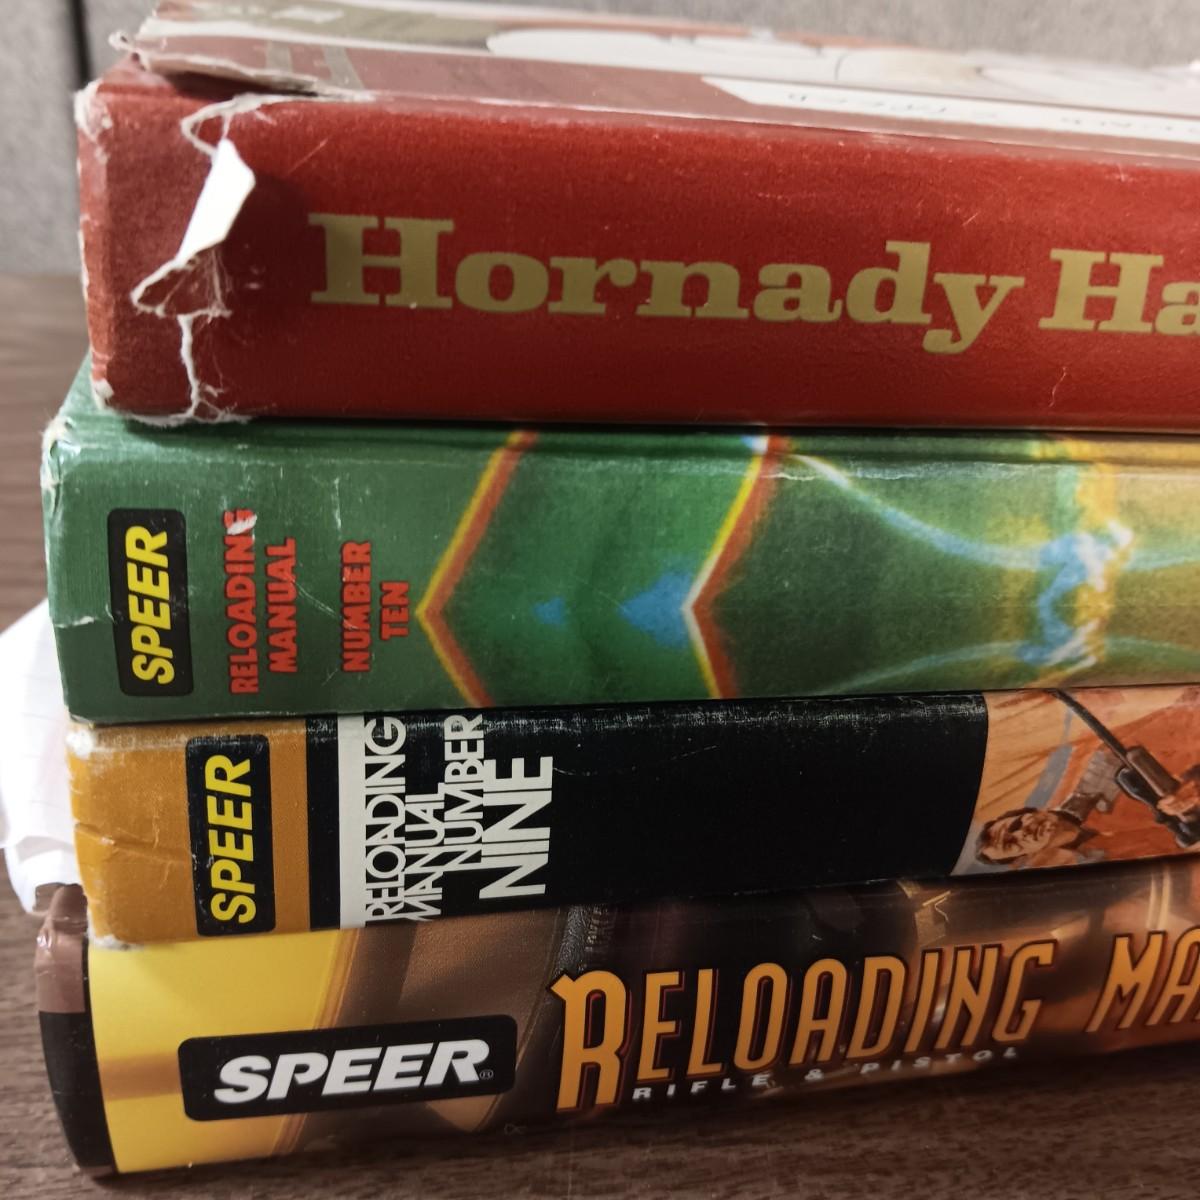 Hornady Ha
SPEER
RELOADING
MANUAL
NUMBER
TEN
SPEER
RELOADING
MANUAL
NUMBER
NINE
SPEER®
RELOADING MA
RIFLE & PISTOL